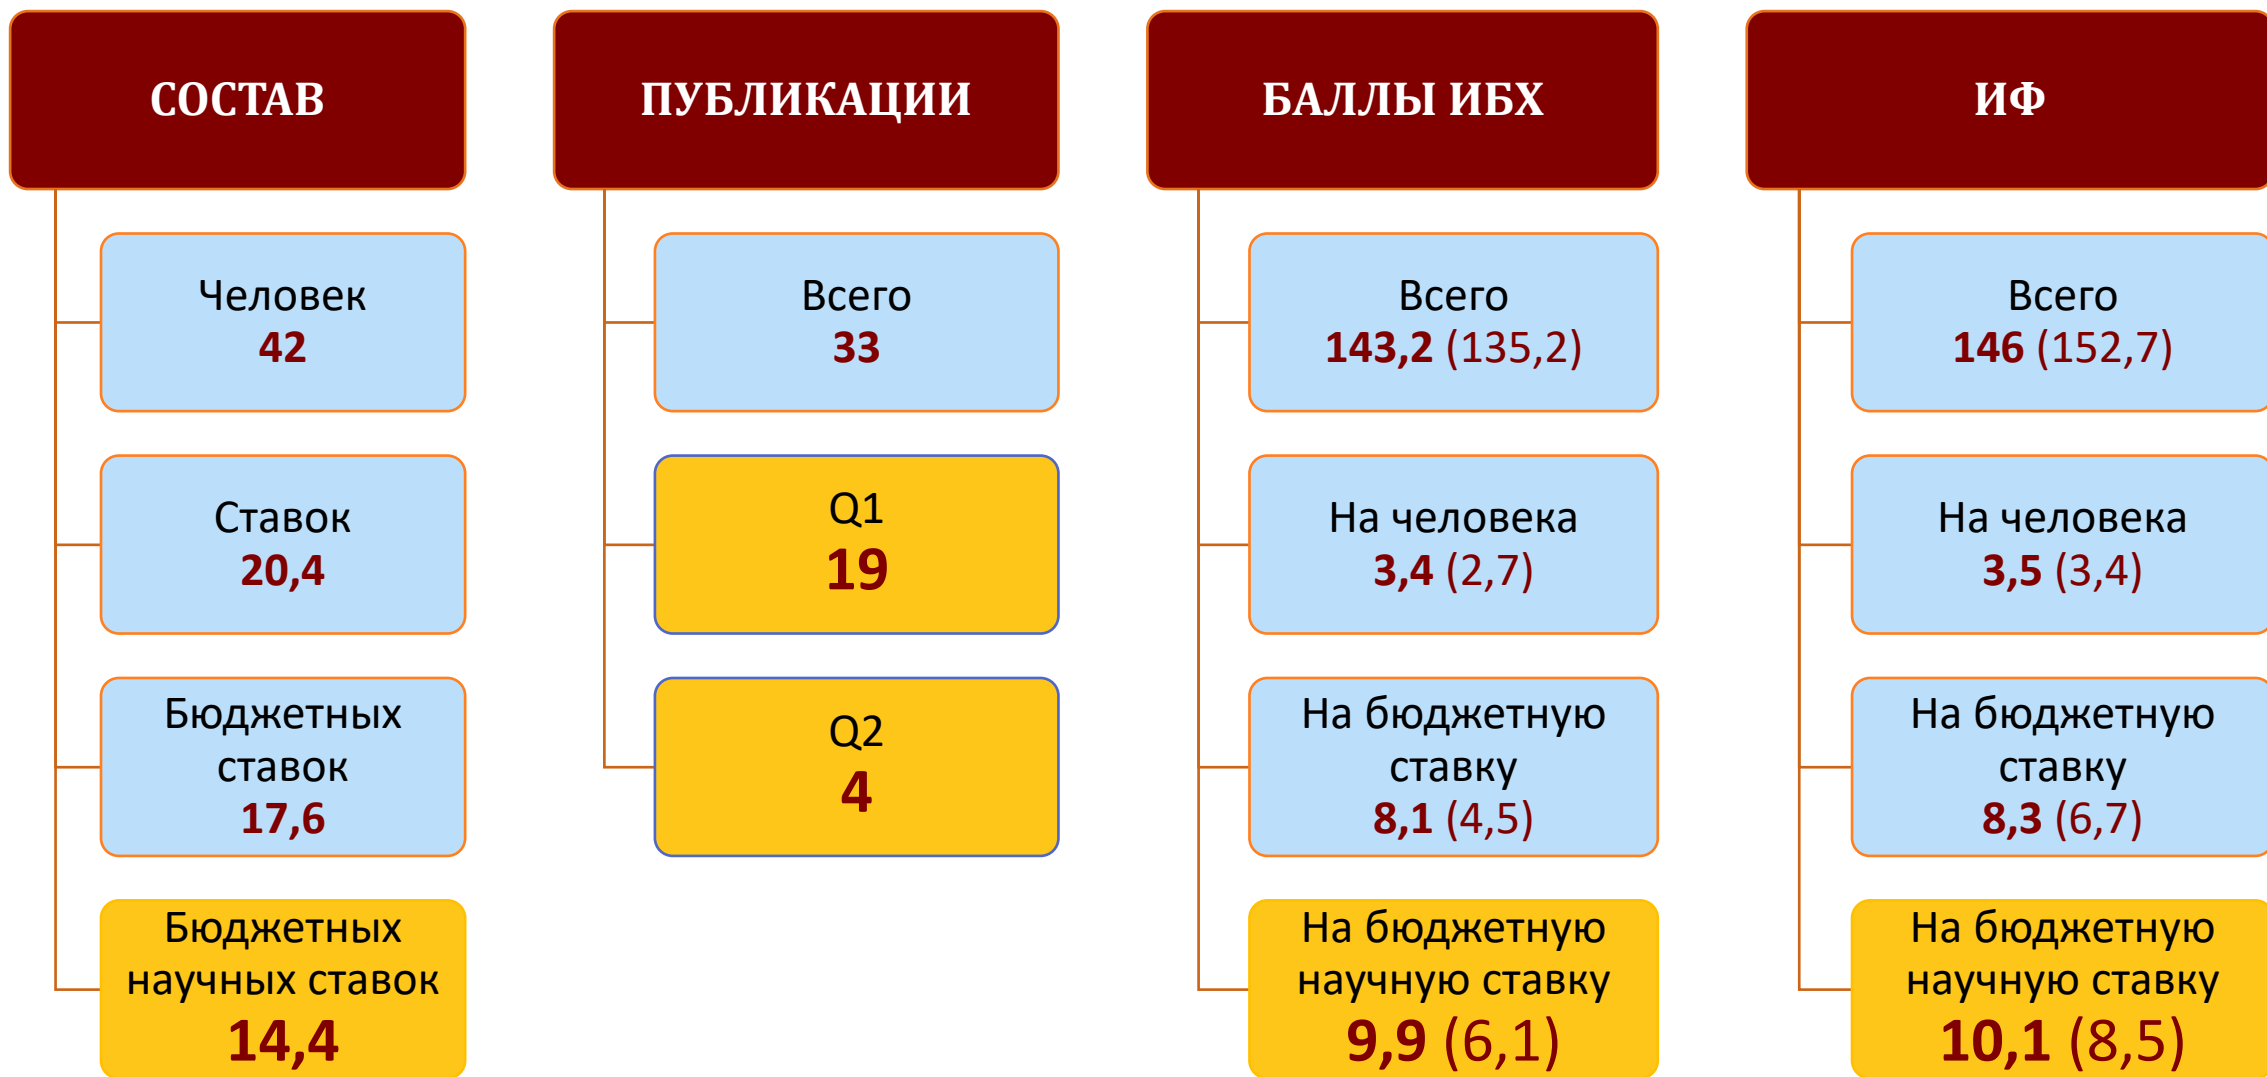 СОСТАВ
Человек
42
Ставок
20,4
Бюджетных
ставок
17,6
Бюджетных
научных ставок
14,4
ПУБЛИКАЦИИ
Всего
33
Q1
19
Q2
4
БАЛЛЫ ИБХ
Всего
143,2 (135,2)
На человека
3,4 (2,7)
На бюджетную
ставку
8,1 (4,5)
На бюджетную
научную ставку
9,9 (6,1)
ИФ
Всего
146 (152,7)
На человека
3,5 (3,4)
На бюджетную
ставку
8,3 (6,7)
На бюджетную
научную ставку
10,1 (8,5)